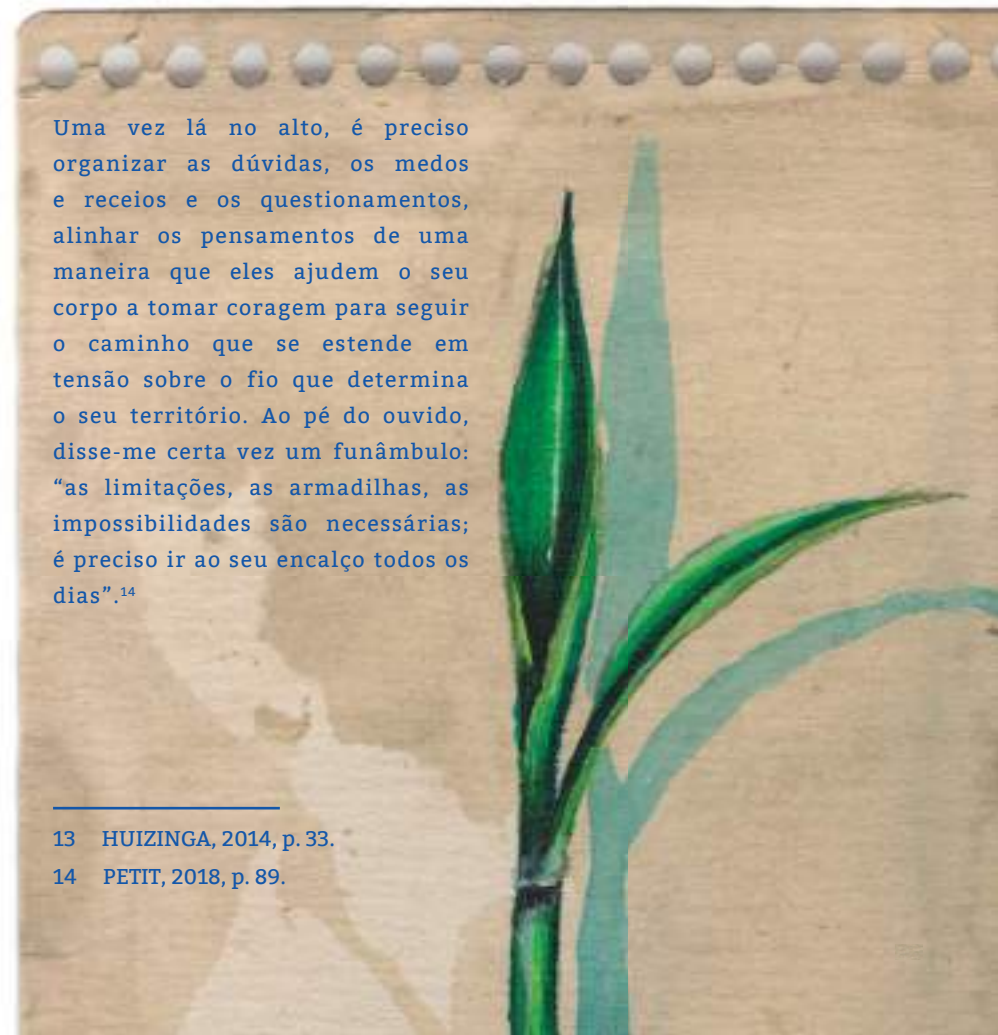 Uma vez lá no alto, é preciso
organizar as dúvidas, os medos
e receios e os questionamentos,
alinhar os pensamentos de uma
maneira que eles ajudem o seu
corpo a tomar coragem para seguir
o caminho que se estende em
tensão sobre o fio que determina
o seu território. Ao pé do ouvido,
disse-me certa vez um funâmbulo:
“as limitações, as armadilhas, as
impossibilidades são necessárias;
é preciso ir ao seu encalço todos os
dias”.¹⁴
13 HUIZINGA, 2014, p. 33.
14 PETIT, 2018, p. 89.